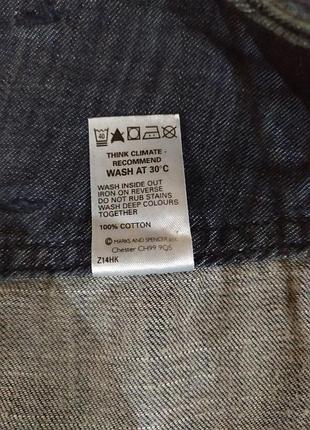 40
THINK CLIMATE -
RECOMMEND
WASH AT 30°C
WASH INSIDE OUT
IRON ON REVERSE
DO NOT RUB STAINS
WASH DEEP COLOURS
TOGETHER
100% COTTON
© MARKS AND SPENCER
Chester CH99 9QS
Z14HK